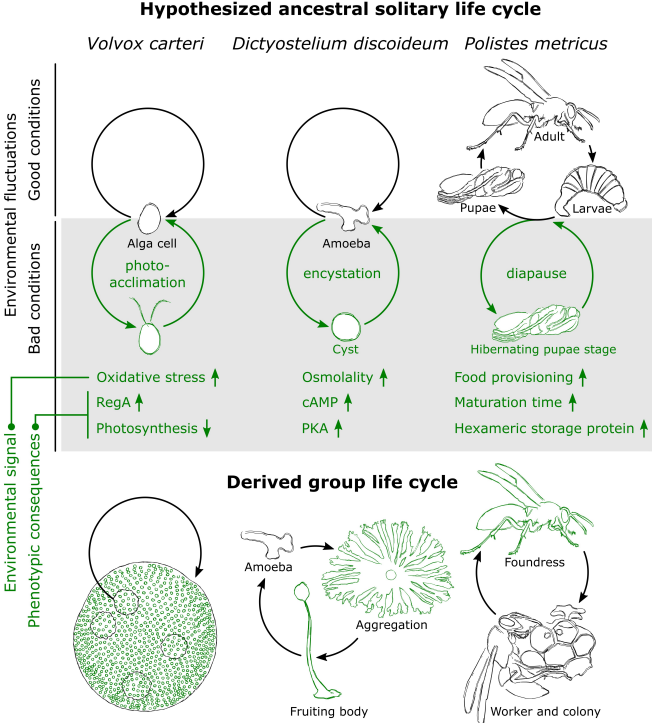 Hypothesized ancestral solitary life cycle
Volvox carteri
Dictyostelium discoideum
Polistes metricus
Environmental fluctuations
Good conditions
Bad conditions
Adult
Pupae
Larvae
Alga cell
Amoeba
photo-
acclimation
encystation
diapause
Cyst
Hibernating pupae stage
Oxidative stress
Osmolality
Food provisioning
RegA
cAMP
Maturation time
Photosynthesis
PKA
Hexameric storage protein
Environmental signal
Phenotypic consequences
Derived group life cycle
Amoeba
Aggregation
Fruiting body
Foundress
Worker and colony